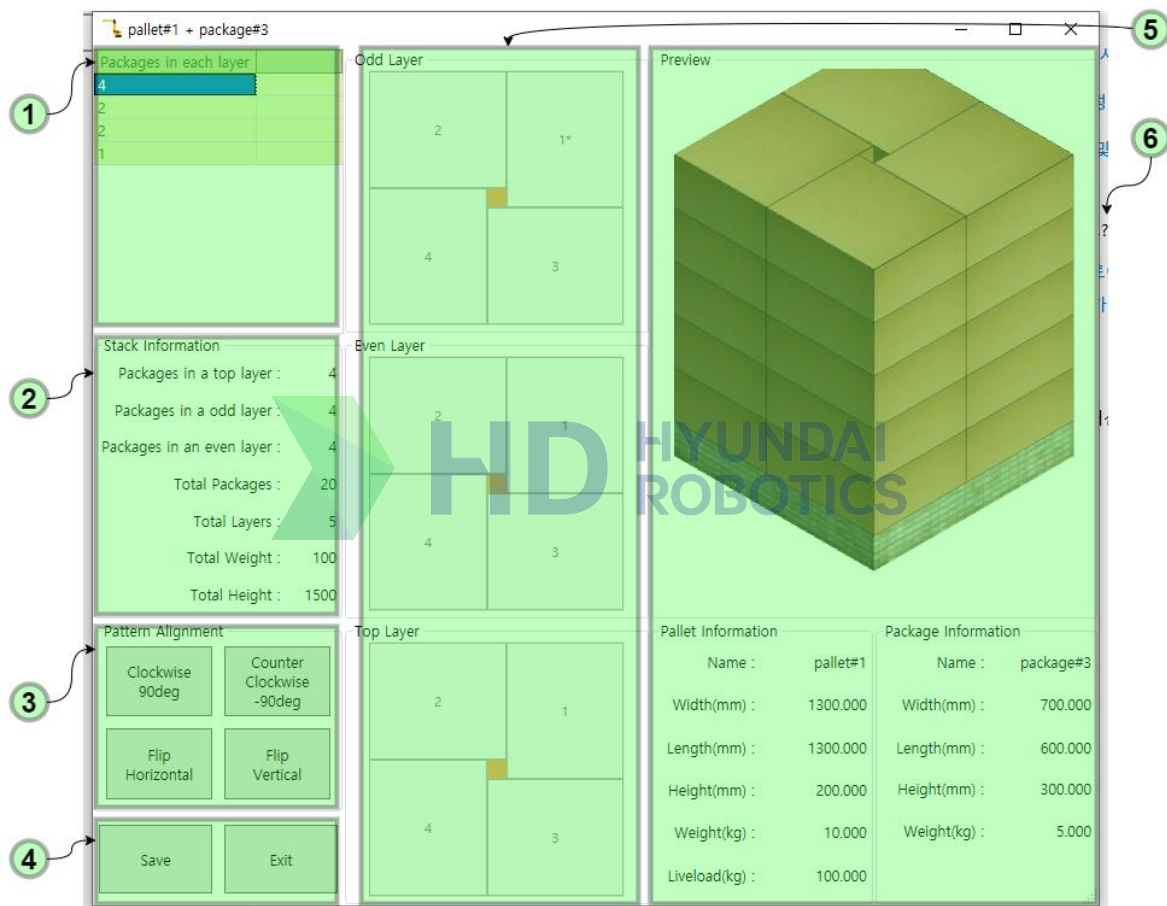 pallet#1 + package#3
1
Packages in each layer
4
2
2
1
2
Stack Information
Packages in a top layer : 4
Packages in a odd layer : 4
Packages in an even layer : 4
Total Packages : 20
Total Layers : 5
Total Weight : 100
Total Height : 1500
3
Pattern Alignment
Clockwise
90deg
Counter
Clockwise
-90deg
Flip
Horizontal
Flip
Vertical
4
Save
Exit
5
Odd Layer
2
1*
4
3
Even Layer
2
1
4
3
Top Layer
2
1
4
3
6
Preview
HD HYUNDAI
ROBOTICS
Pallet Information
Name : pallet#1
Width(mm) : 1300.000
Length(mm) : 1300.000
Height(mm) : 200.000
Weight(kg) : 10.000
Liveload(kg) : 100.000
Package Information
Name : package#3
Width(mm) : 700.000
Length(mm) : 600.000
Height(mm) : 300.000
Weight(kg) : 5.000